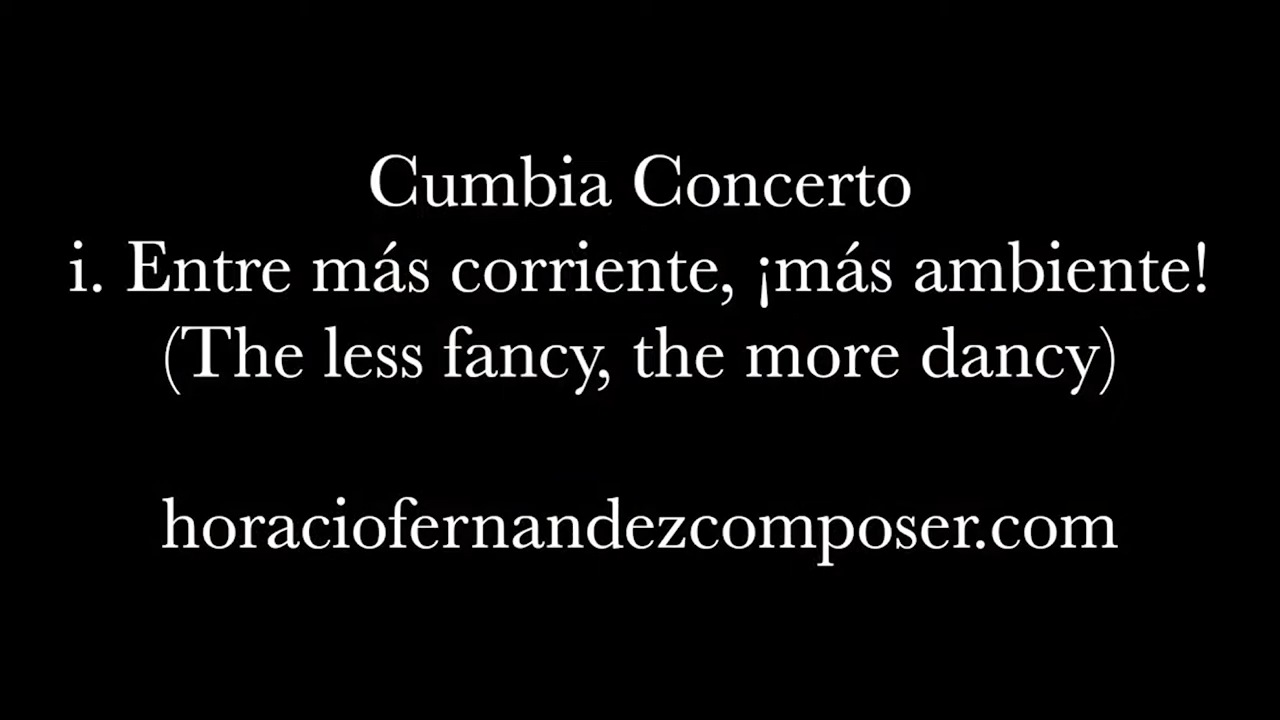 Cumbia Concerto
i. Entre más corriente, ¡más ambiente!
(The less fancy, the more dancy)
horaciofernandezcomposer.com